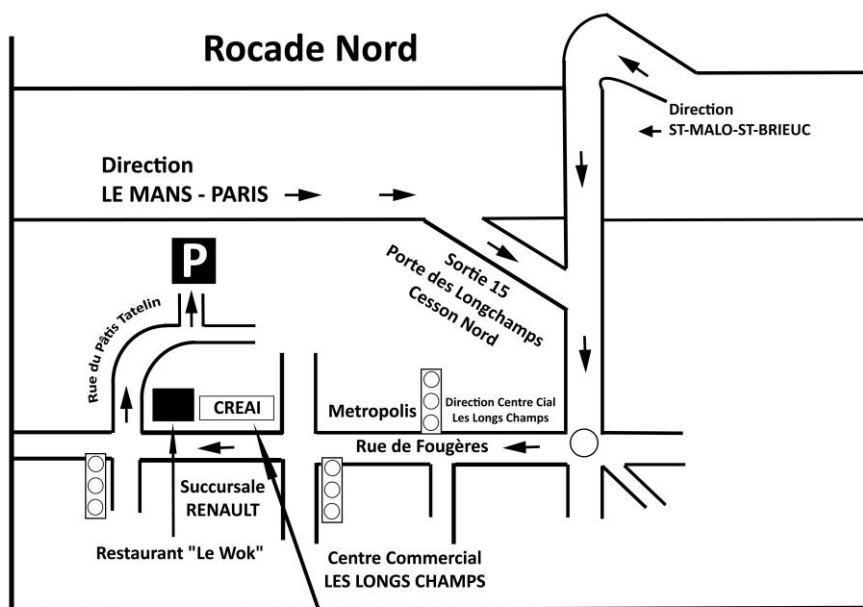 Rocade Nord
Direction
ST-MALO-ST-BRIEUC
Direction
LE MANS - PARIS
P
Sortie 15
Porte des Longchamps
Cesson Nord
Rue du Pâtis Tatelin
CREAI
Metropolis
Direction Centre Cial
Les Longs Champs
Rue de Fougères
Succursale
RENAULT
Restaurant "Le Wok"
Centre Commercial
LES LONGS CHAMPS